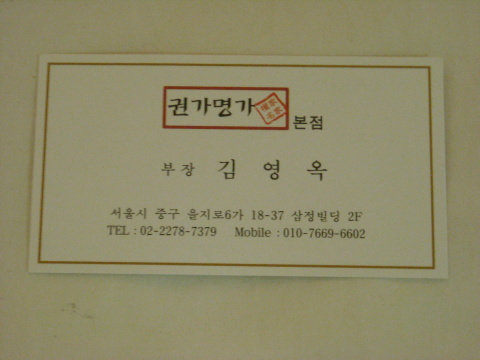 권가명가 본점
부장 김영옥
서울시 중구 을지로6가 18-37 삼정빌딩 2F
TEL : 02-2278-7379 Mobile : 010-7669-6602